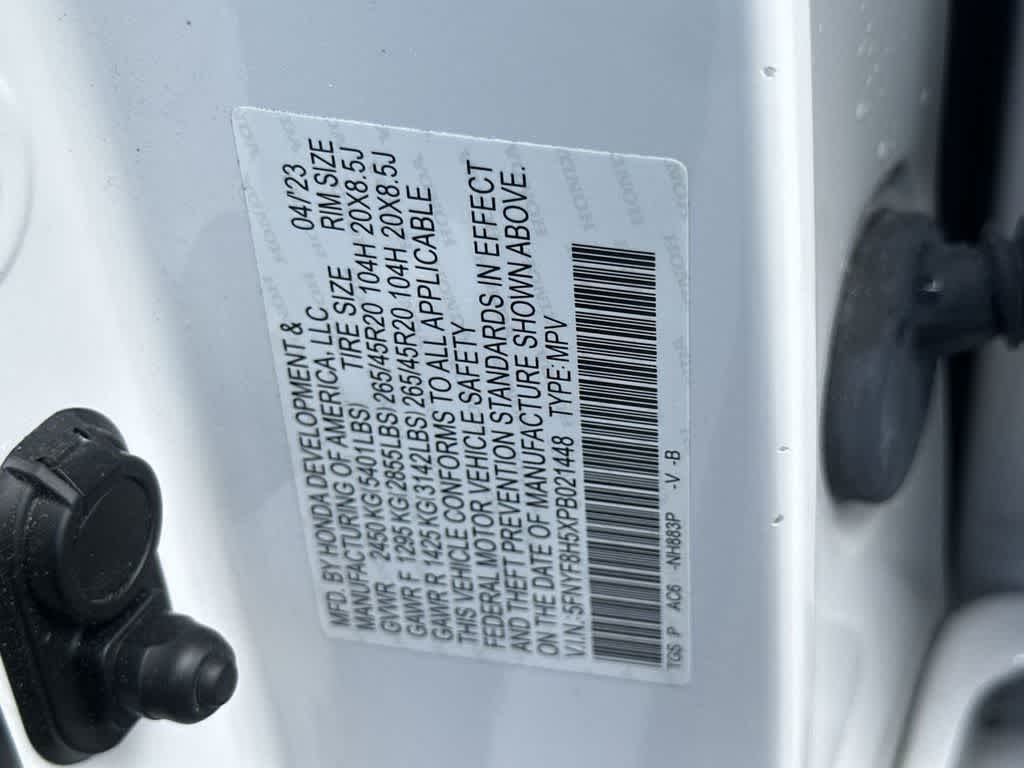 MFD. BY HONDA DEVELOPMENT &
MANUFACTURING OF AMERICA, LLC 04/'23
TIRE SIZE RIM SIZE
GVWR 2450 KG(5401LBS)
GAWR F 1295 KG(2855LBS) 265/45R20 104H 20X8.5J
GAWR R 1425 KG(3142LBS) 265/45R20 104H 20X8.5J
THIS VEHICLE CONFORMS TO ALL APPLICABLE
FEDERAL MOTOR VEHICLE SAFETY
AND THEFT PREVENTION STANDARDS IN EFFECT
ON THE DATE OF MANUFACTURE SHOWN ABOVE.
V.I.N.:5FNYF8H5XPB021448 TYPE:MPV
TGS P AC6 -NH883P -V -B